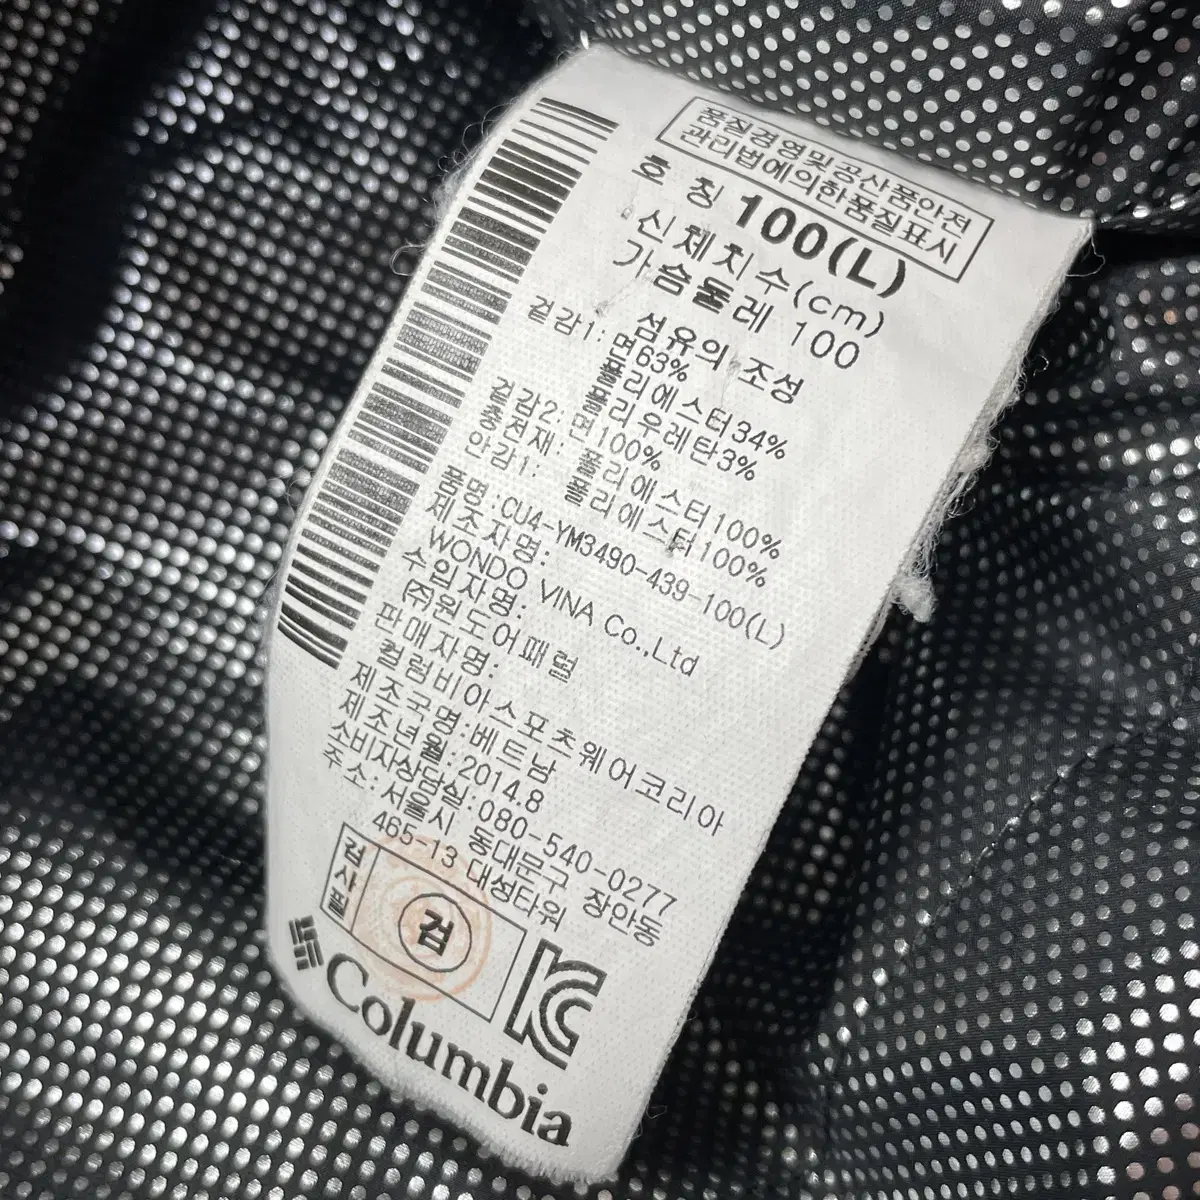 품질경영및공산품안전
관리법에의한품질표시
호 칭 100(L)
신체치수(cm)
가슴둘레 100
섬유의 조성
겉감1: 면63%
폴리에스터34%
폴리우레탄3%
겉감2: 면100%
충전재: 폴리에스터100%
안감1: 폴리에스터100%
품명:CU4-YM3490-439-100(L)
제조자명:
WONDO VINA Co.,Ltd
수입자명:
(주)원도어패럴
판매자명:
컬럼비아스포츠웨어코리아
제조국명:베트남
제조년월:2014.8
소비자상담실:080-540-0277
주소:서울시 동대문구 장안동
465-13 대성타워
검사필
검
KC
Columbia